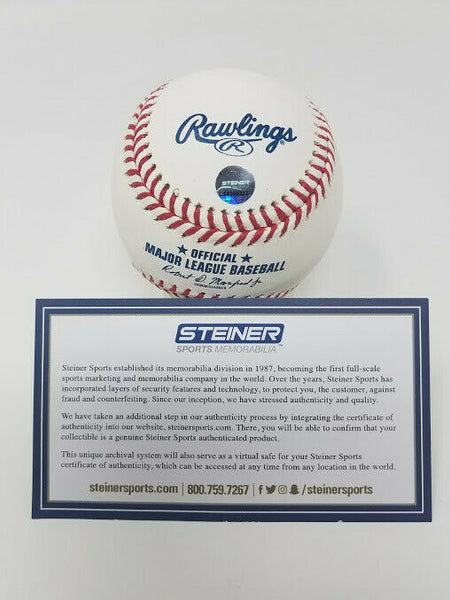 Rawlings
R
STEINER
OFFICIAL
MAJOR LEAGUE BASEBALL
Robert D. Manfred Jr.
STEINER
SPORTS MEMORABILIA™
Steiner Sports established its memorabilia division in 1987, becoming the first full-scale
sports marketing and memorabilia company in the world. Over the years, Steiner Sports has
incorporated layers of security features and technology, to protect you, the customer, against
fraud and counterfeiting. Since our inception, we have stressed authenticity and quality.
We have taken an additional step in our authenticity process by integrating the certificate of
authenticity into our website, steinersports.com. There, you will be able to confirm that your
collectible is a genuine Steiner Sports authenticated product.
This unique archival system will also serve as a virtual safe for your Steiner Sports
certificate of authenticity, which can be accessed at any time from any location in the world.
steinersports.com | 800.759.7267 | /steinersports